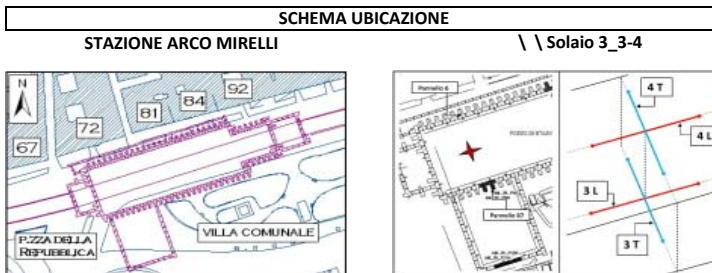 SCHEMA UBICAZIONE
STAZIONE ARCO MIRELLI
\ \ Solaio 3_3-4
N
67
72
81
84
92
P.ZZA DELLA
REPUBBLICA
VILLA COMUNALE
Pannello 6
Pannello 87
4 T
4 L
3 L
3 T